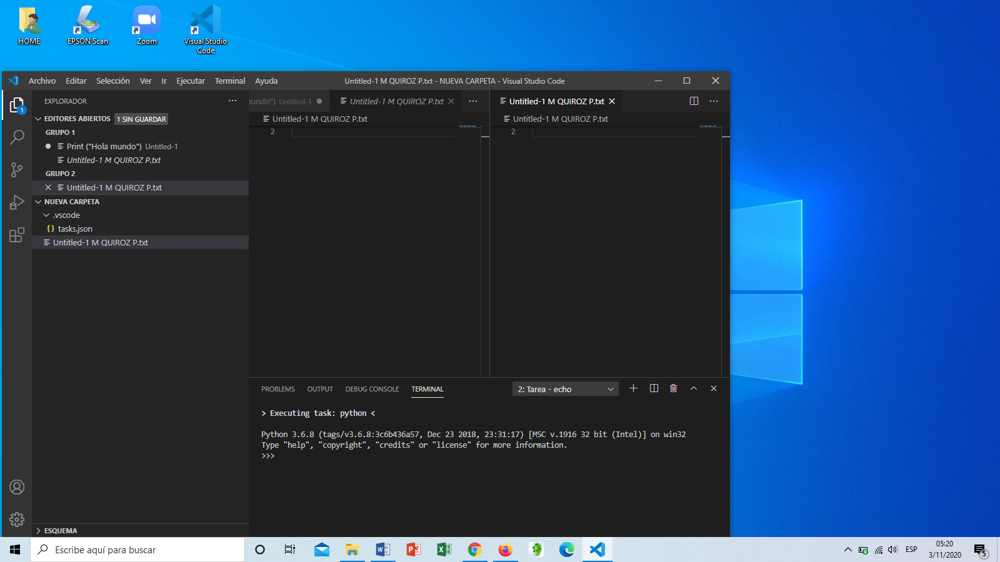 HOME
EPSON Scan
Zoom
Visual Studio
Code
Archivo Editar Selección Ver Ir Ejecutar Terminal Ayuda
Untitled-1 M QUIROZ P.txt - NUEVA CARPETA - Visual Studio Code
EXPLORADOR
1
EDITORES ABIERTOS 1 SIN GUARDAR
GRUPO 1
Print ("Hola mundo") Untitled-1
Untitled-1 M QUIROZ P.txt
GRUPO 2
Untitled-1 M QUIROZ P.txt
NUEVA CARPETA
.vscode
{} tasks.json
Untitled-1 M QUIROZ P.txt
ESQUEMA
mundo") Untitled-1
Untitled-1 M QUIROZ P.txt
Untitled-1 M QUIROZ P.txt
2
Untitled-1 M QUIROZ P.txt
Untitled-1 M QUIROZ P.txt
2
PROBLEMS OUTPUT DEBUG CONSOLE TERMINAL
2: Tarea - echo
> Executing task: python <
Python 3.6.8 (tags/v3.6.8:3c6b436a57, Dec 23 2018, 23:31:17) [MSC v.1916 32 bit (Intel)] on win32
Type "help", "copyright", "credits" or "license" for more information.
>>>
Escribe aquí para buscar
ESP
05:20
3/11/2020
5